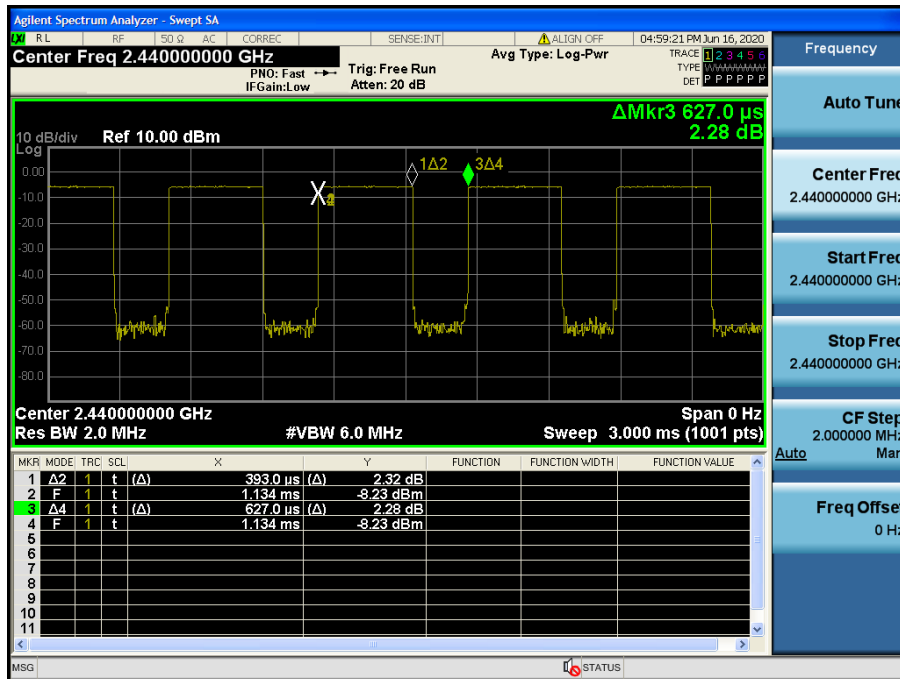 Agilent Spectrum Analyzer - Swept SA
LXI RL RF 50 Ω AC CORREC SENSE:INT ALIGN OFF 04:59:21 PM Jun 16, 2020
Center Freq 2.440000000 GHz
PNO: Fast
IFGain:Low
Trig: Free Run
Atten: 20 dB
Avg Type: Log-Pwr
TRACE 1 2 3 4 5 6
TYPE WWWWWW
DET P P P P P P
ΔMkr3 627.0 µs
2.28 dB
10 dB/div Ref 10.00 dBm
Log
0.00
-10.0
-20.0
-30.0
-40.0
-50.0
-60.0
-70.0
-80.0
1Δ2
3Δ4
X
Center 2.440000000 GHz
Span 0 Hz
Res BW 2.0 MHz #VBW 6.0 MHz Sweep 3.000 ms (1001 pts)
MKR MODE TRC SCL X Y FUNCTION FUNCTION WIDTH FUNCTION VALUE
1 Δ2 1 t (Δ) 393.0 µs (Δ) 2.32 dB
2 F 1 t 1.134 ms -8.23 dBm
3 Δ4 1 t (Δ) 627.0 µs (Δ) 2.28 dB
4 F 1 t 1.134 ms -8.23 dBm
5
6
7
8
9
10
11
MSG STATUS
Frequency
Auto Tune
Center Freq
2.440000000 GHz
Start Freq
2.440000000 GHz
Stop Freq
2.440000000 GHz
CF Step
2.000000 MHz
Auto Man
Freq Offset
0 Hz